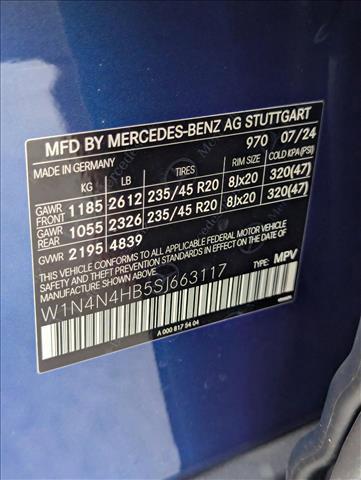 MFD BY MERCEDES-BENZ AG STUTTGART
MADE IN GERMANY 970 07/24
KG LB TIRES RIM SIZE COLD KPA(PSI)
GAWR FRONT 1185 2612 235/45 R20 8Jx20 320(47)
GAWR REAR 1055 2326 235/45 R20 8Jx20 320(47)
GVWR 2195 4839
THIS VEHICLE CONFORMS TO ALL APPLICABLE U.S. FEDERAL MOTOR
VEHICLE SAFETY, BUMPER, AND THEFT PREVENTION STANDARDS
IN EFFECT ON THE DATE OF MANUFACTURE SHOWN ABOVE.
W1N4N4HB5SJ663117 TYPE: MPV
A 000 817 54 04